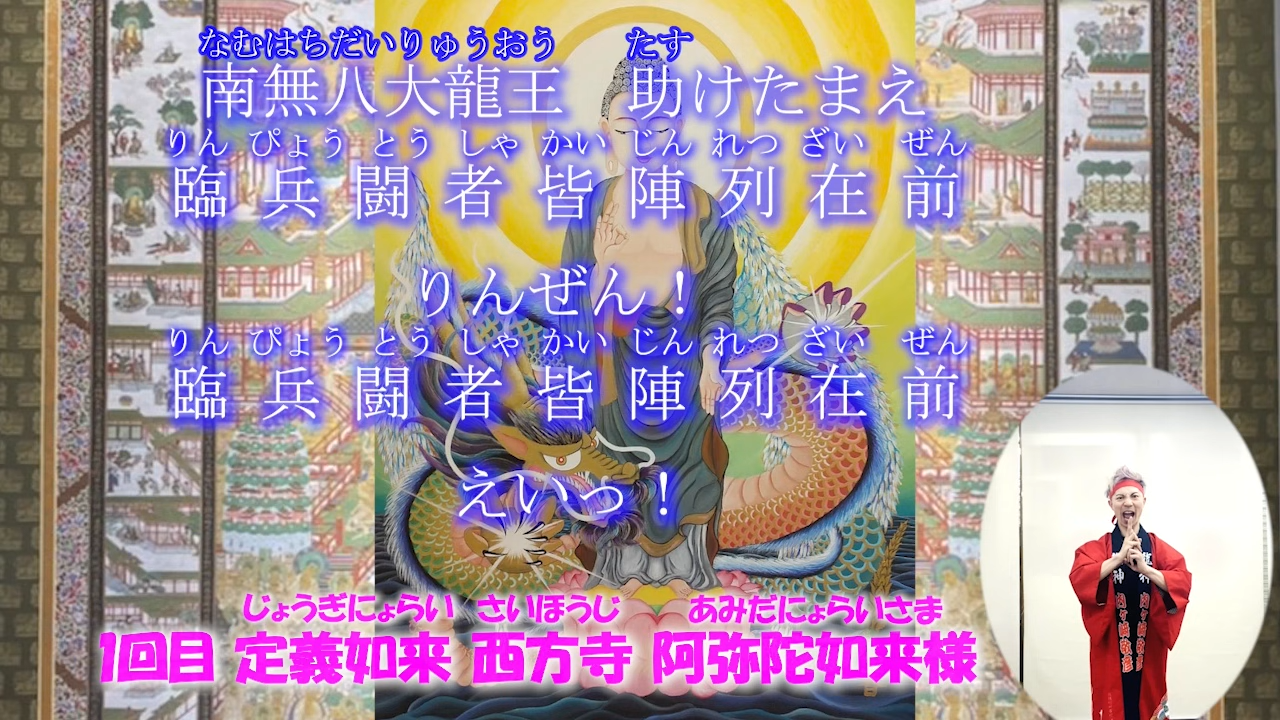 なむはちだいりゅうおう たす
南無八大龍王 助けたまえ
りん ぴょう とう しゃ かい じん れつ ざい ぜん
臨 兵 闘 者 皆 陣 列 在 前
りんぜん！
りん ぴょう とう しゃ かい じん れつ ざい ぜん
臨 兵 闘 者 皆 陣 列 在 前
えいっ！
じょうぎにょらい さいほうじ あみだにょらいさま
1回目 定義如来 西方寺 阿弥陀如来様